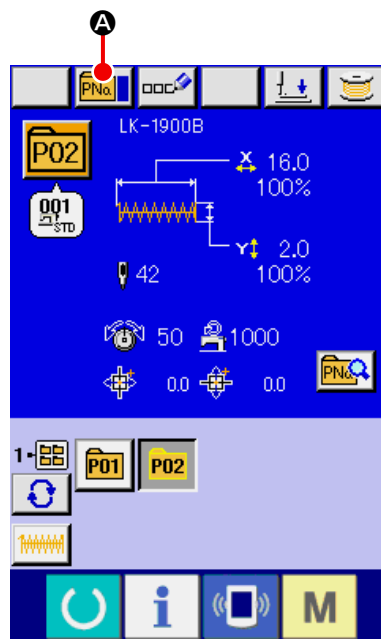 A
PNo.
LK-1900B
P02
X 16.0
100%
001
STD
Y 2.0
42
100%
50
1000
PNo.
0.0
0.0
1
P01
P02
i
M